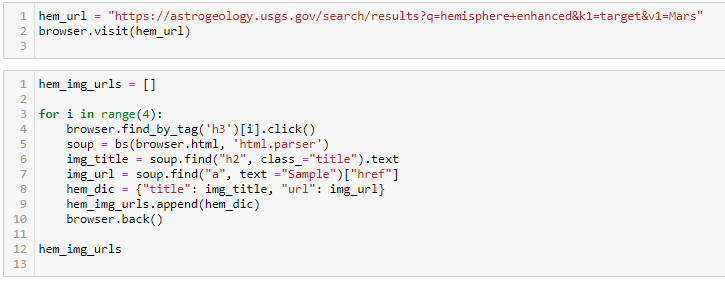 1 hem_url = "https://astrogeology.usgs.gov/search/results?q=hemisphere+enhanced&k1=target&v1=Mars"
2 browser.visit(hem_url)
3
1 hem_img_urls = []
2
3 for i in range(4):
4     browser.find_by_tag('h3')[i].click()
5     soup = bs(browser.html, 'html.parser')
6     img_title = soup.find("h2", class_="title").text
7     img_url = soup.find("a", text ="Sample")["href"]
8     hem_dic = {"title": img_title, "url": img_url}
9     hem_img_urls.append(hem_dic)
10     browser.back()
11
12 hem_img_urls
13